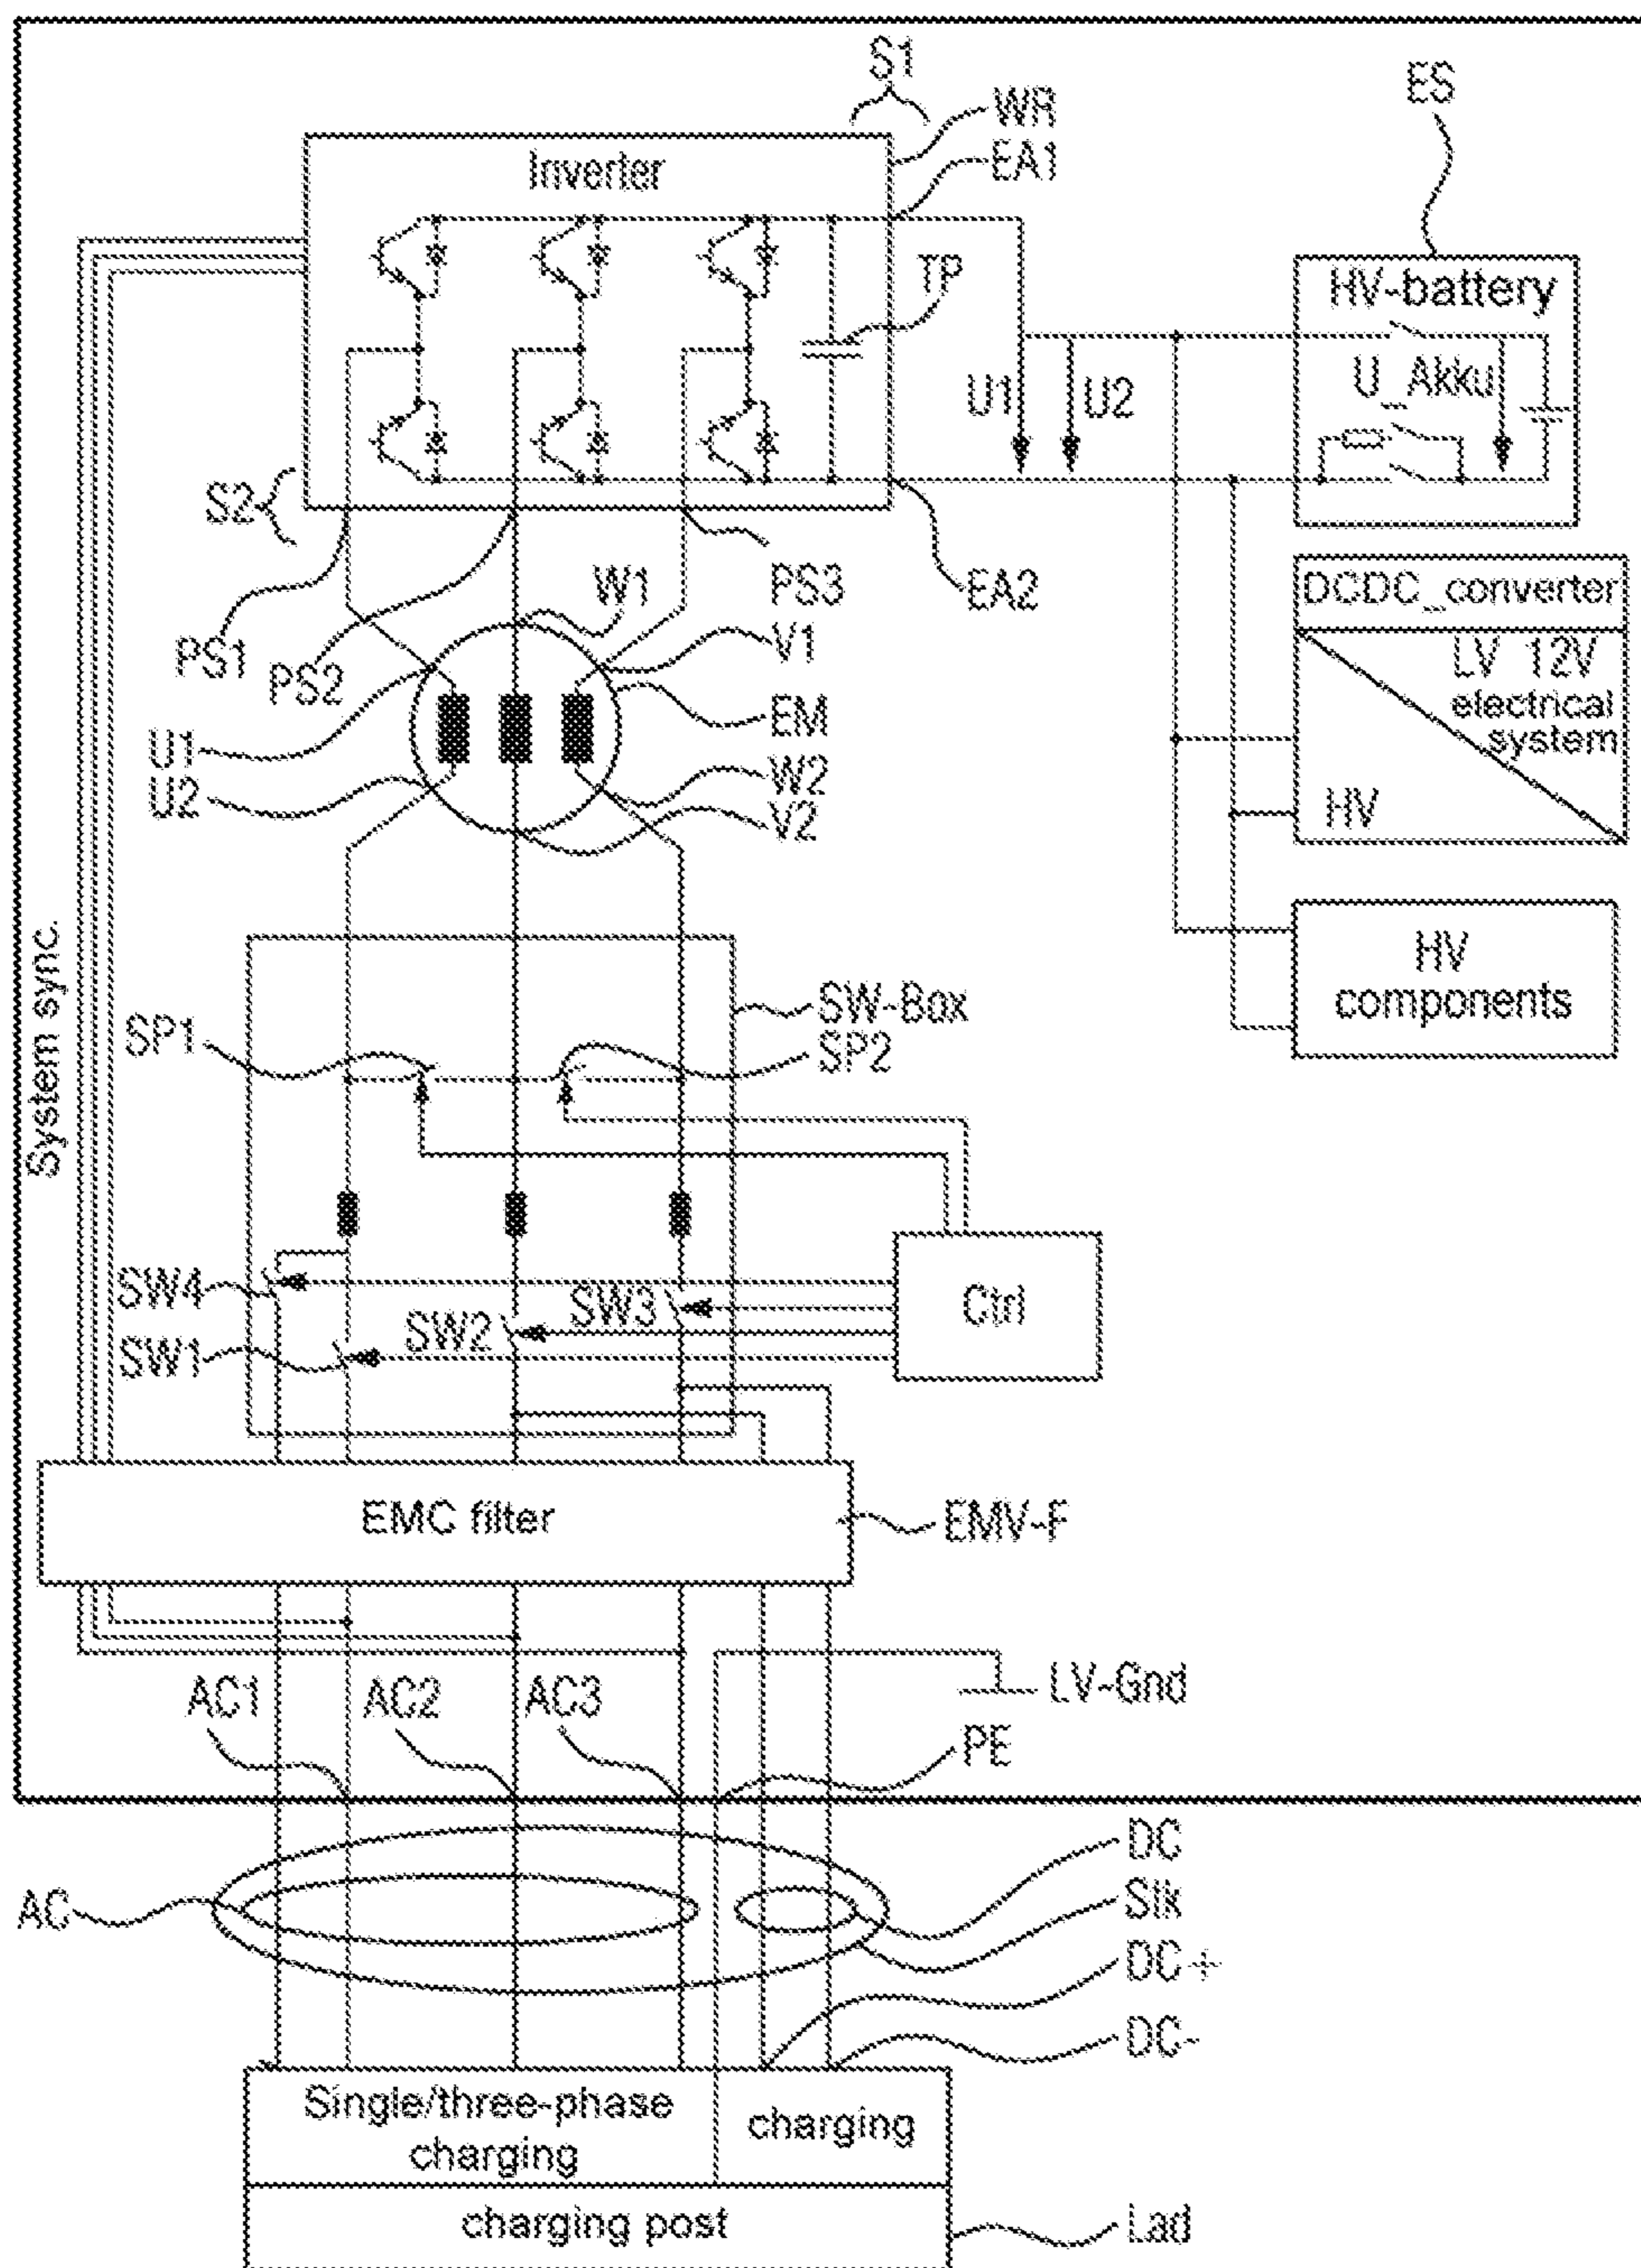 S1
ES
WR
Inverter
EA1
TP
HV-battery
U_Akku
U1
U2
S2
W1
PS3
EA2
DCDC_converter
PS1
PS2
V1
LV 12V
electrical
system
EM
U1
W2
U2
V2
HV
System sync.
SW-Box
HV
components
SP1
SP2
SW4
SW3
Ctrl
SW2
SW1
EMC filter
EMV-F
AC1
AC2
AC3
LV-Gnd
PE
DC
AC
Stk
DC+
DC-
Single/three-phase
charging
charging
charging post
Lad